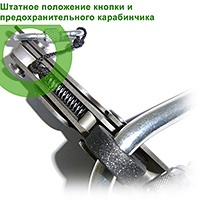 Штатное положение кнопки и
предохранительного карабинчика